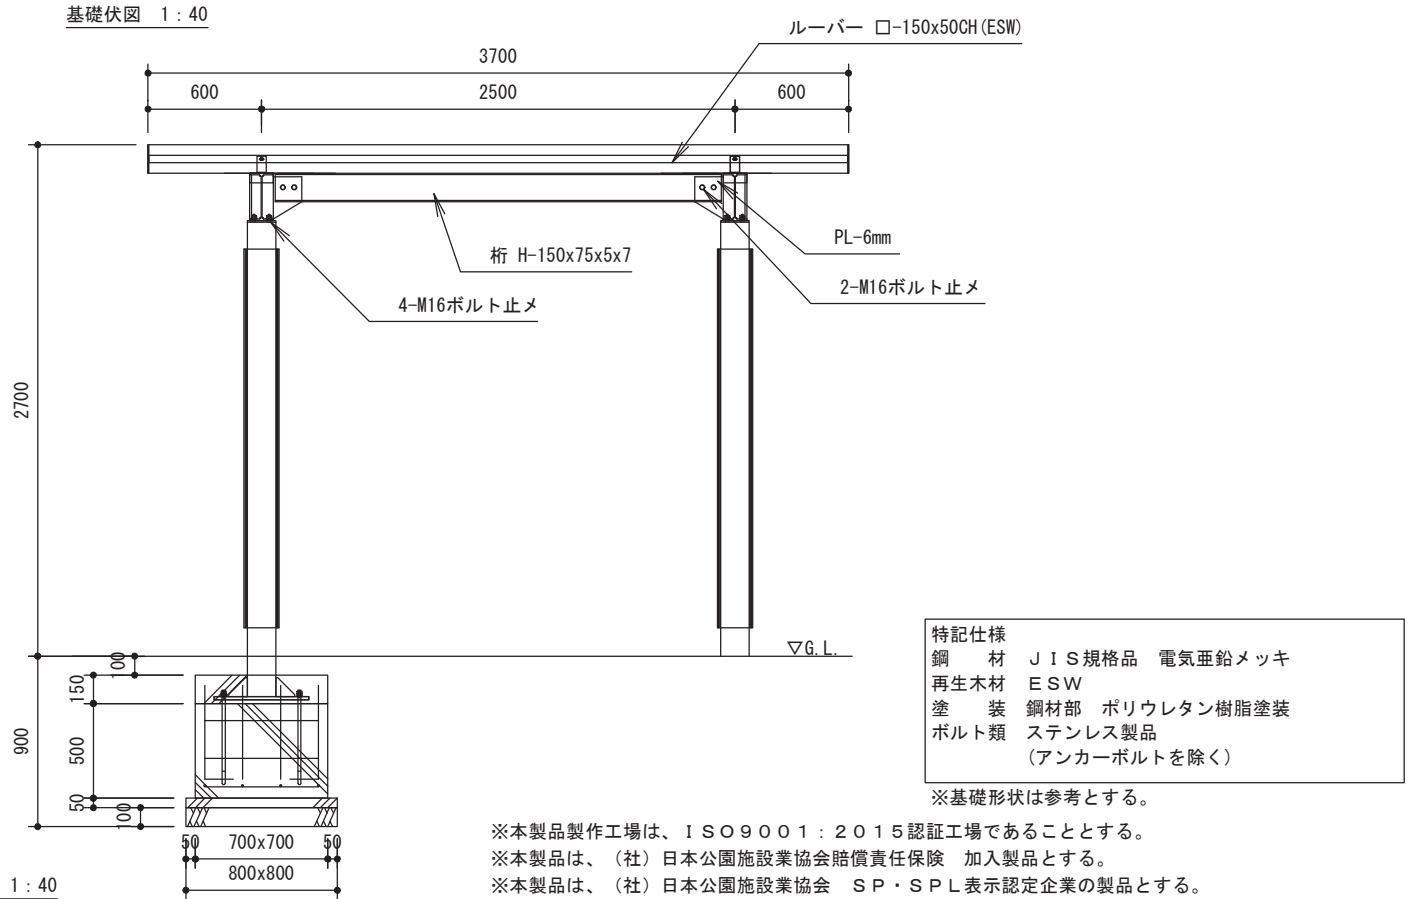 基礎伏図 1:40
ルーバー ロ-150x50CH(ESW)
3700
600
2500
600
PL-6mm
桁 H-150x75x5x7
2-M16ボルト止メ
4-M16ボルト止メ
2700
▽G.L.
100
150
900
500
50
100
50
700x700
50
800x800
1:40
特記仕様
鋼　材　ＪＩＳ規格品　電気亜鉛メッキ
再生木材　ＥＳＷ
塗　装　鋼材部　ポリウレタン樹脂塗装
ボルト類　ステンレス製品
(アンカーボルトを除く)
※基礎形状は参考とする。
※本製品製作工場は、ＩＳＯ９００１：２０１５認証工場であることとする。
※本製品は、（社）日本公園施設業協会賠償責任保険　加入製品とする。
※本製品は、（社）日本公園施設業協会　ＳＰ・ＳＰＬ表示認定企業の製品とする。